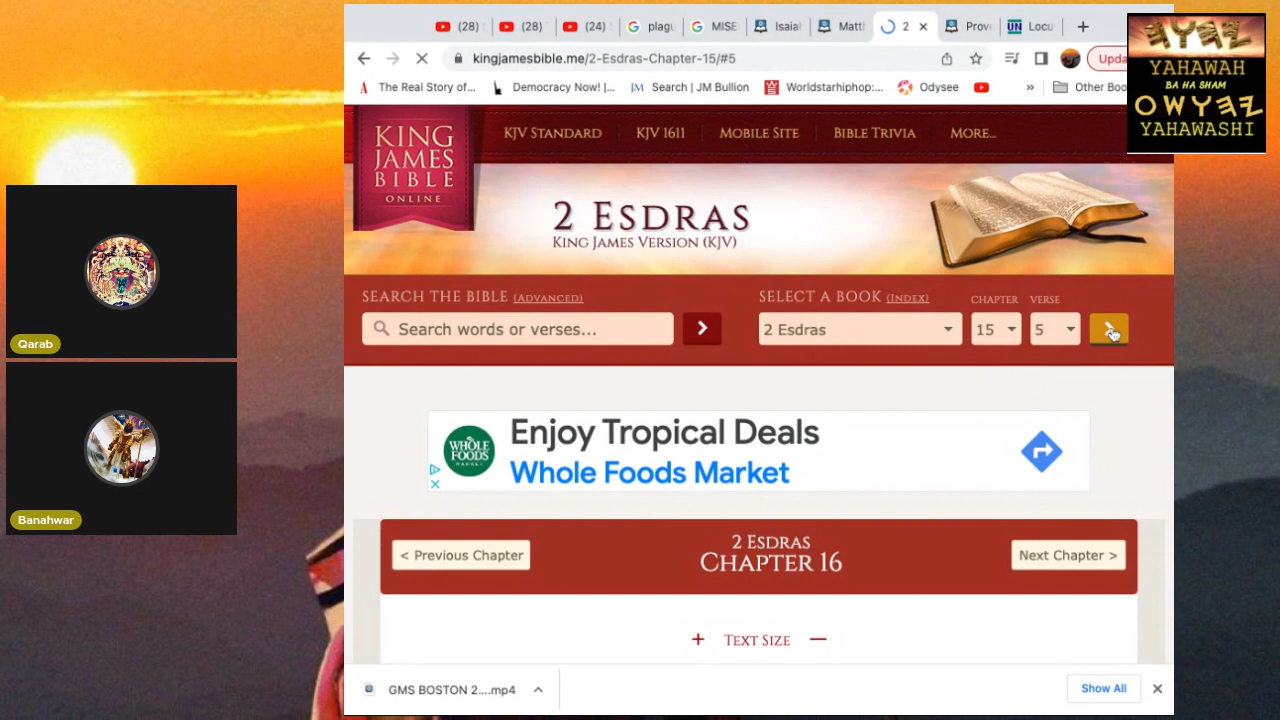 (28)
(28)
(24)
plagu
MISE
Isaia
Matth
2
Prove
UN
Locu
kingjamesbible.me/2-Esdras-Chapter-15/#5
Upda
The Real Story of...
Democracy Now! |...
JM
Search | JM Bullion
Worldstarhiphop:...
Odysee
»
Other Boo
YAHAWAH
BA HA SHAM
YAHAWASHI
KING
JAMES
BIBLE
ONLINE
KJV STANDARD
KJV 1611
MOBILE SITE
BIBLE TRIVIA
MORE...
2 ESDRAS
KING JAMES VERSION (KJV)
SEARCH THE BIBLE (ADVANCED)
SELECT A BOOK (INDEX)
CHAPTER
VERSE
Search words or verses...
2 Esdras
15
5
WHOLE
FOODS
MARKET
Enjoy Tropical Deals
Whole Foods Market
2 ESDRAS
CHAPTER 16
< Previous Chapter
Next Chapter >
+ TEXT SIZE —
GMS BOSTON 2....mp4
Show All
Qarab
Banahwar